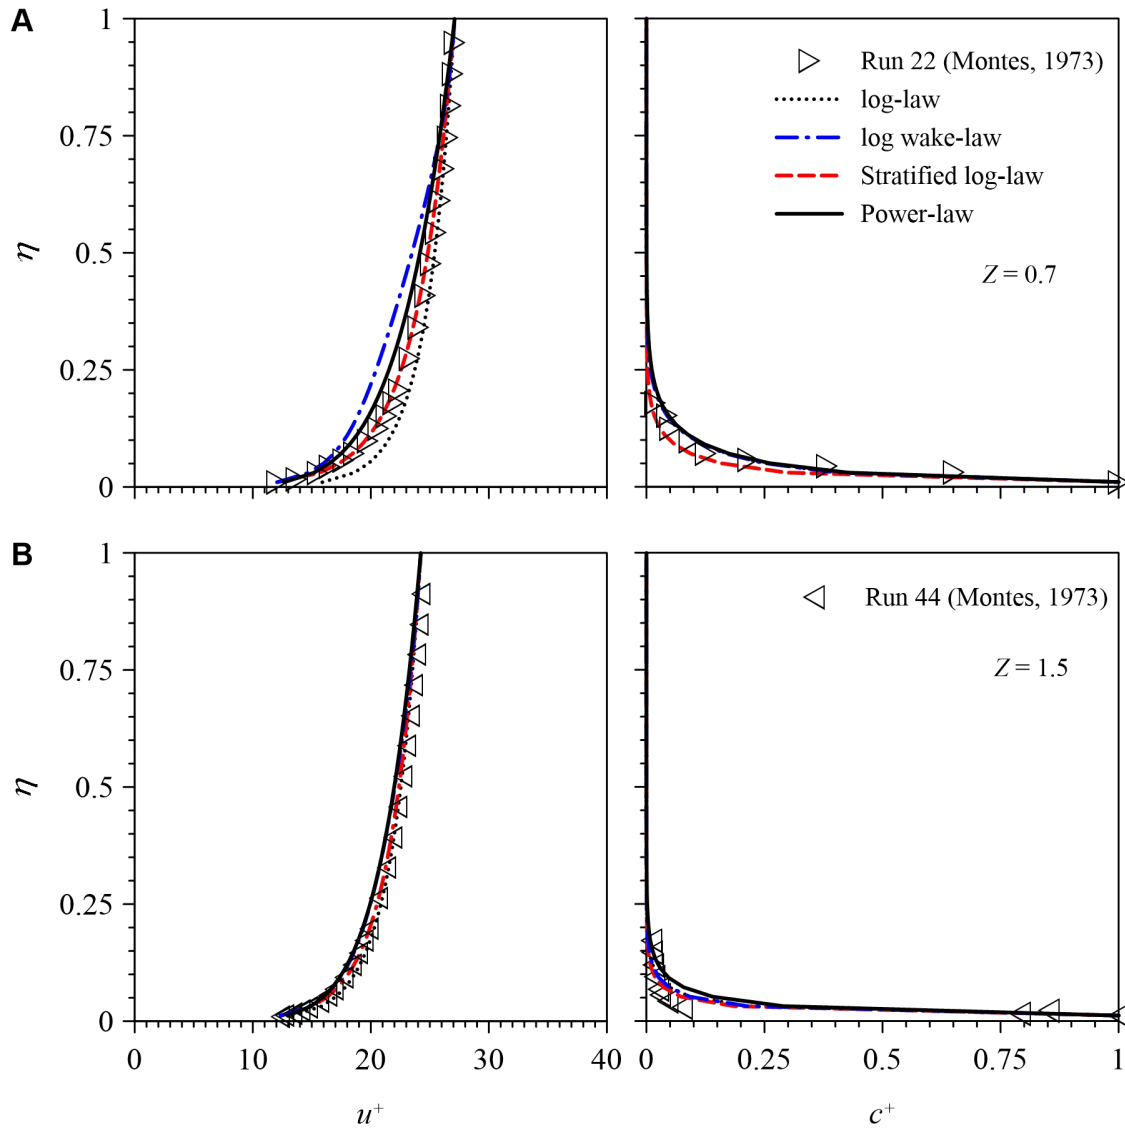 A
1
0.75
0.5
0.25
0
η
Run 22 (Montes, 1973)
log-law
log wake-law
Stratified log-law
Power-law
Z = 0.7
B
1
0.75
0.5
0.25
0
η
Run 44 (Montes, 1973)
Z = 1.5
0 10 20 30 40
0 0.25 0.5 0.75 1
u⁺
c⁺